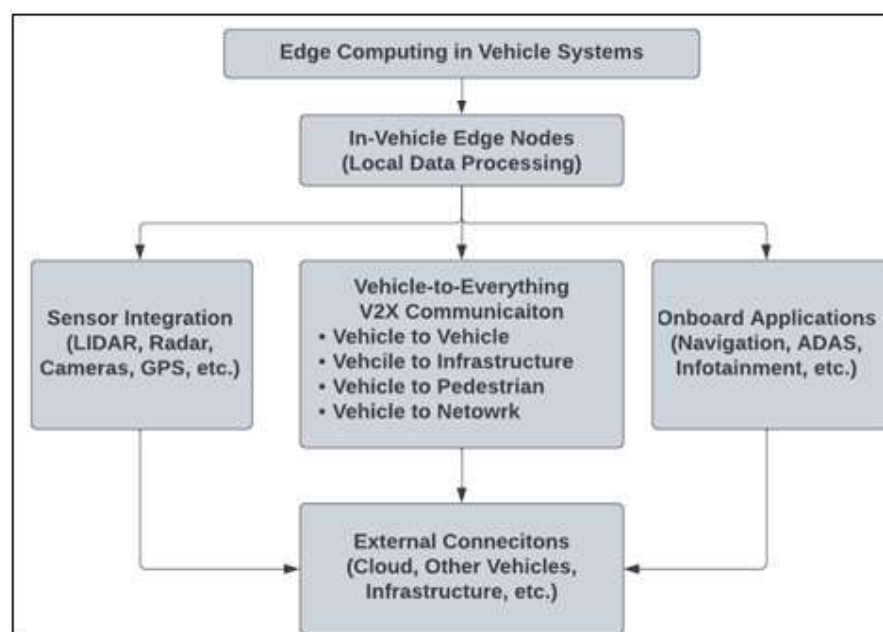 Edge Computing in Vehicle Systems
In-Vehicle Edge Nodes
(Local Data Processing)
Sensor Integration
(LIDAR, Radar,
Cameras, GPS, etc.)
Vehicle-to-Everything
V2X Communicaiton
• Vehicle to Vehicle
• Vehcile to Infrastructure
• Vehicle to Pedestrian
• Vehicle to Netowrk
Onboard Applications
(Navigation, ADAS,
Infotainment, etc.)
External Connecitons
(Cloud, Other Vehicles,
Infrastructure, etc.)